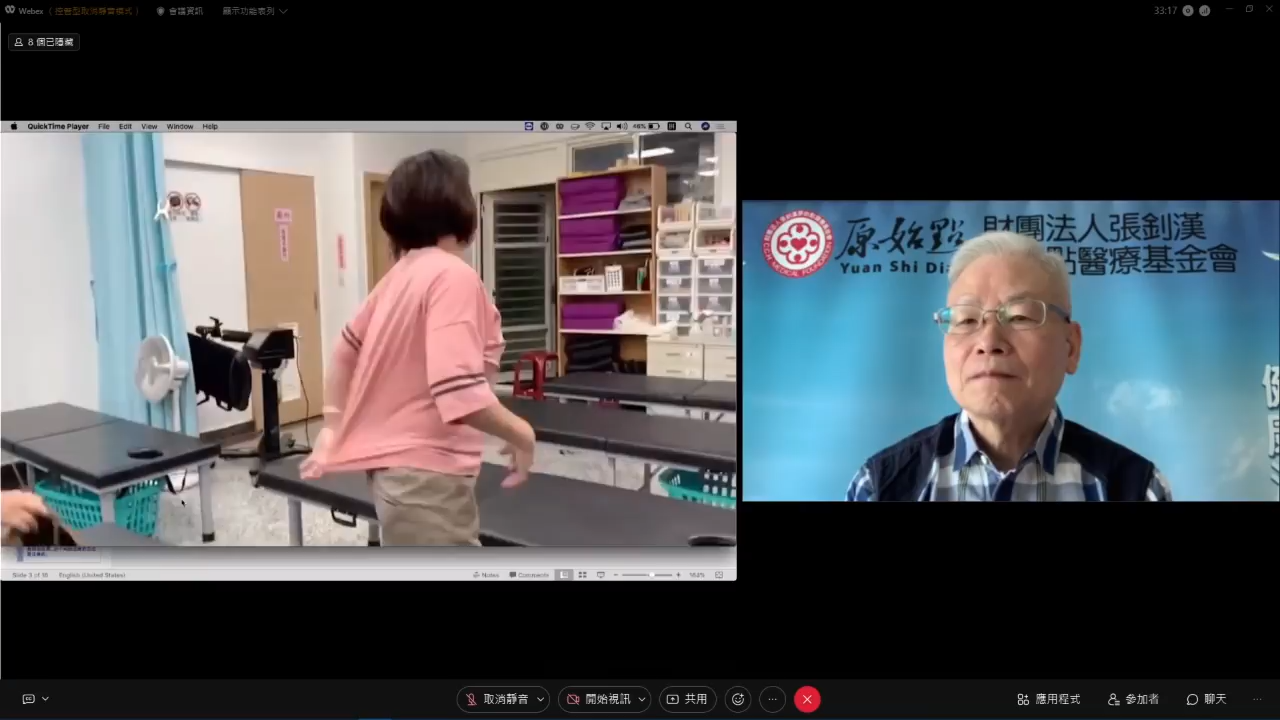 Webex
會議資訊
顯示功能表列
33:17
8 個已隱藏
QuickTime Player File Edit View Window Help
46%
原始點
Yuan Shi Di
財團法人張釗漢
點醫療基金會
Slide 3 of
English (United States)
Notes
Comments
取消靜音
開始視訊
共用
應用程式
參加者
聊天